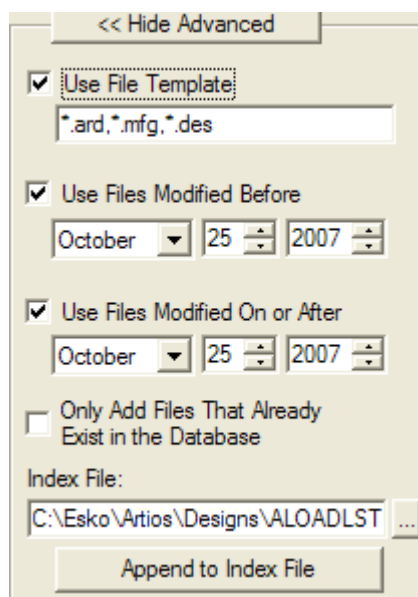 << Hide Advanced
Use File Template
*.ard,*.mfg,*.des
Use Files Modified Before
October 25 2007
Use Files Modified On or After
October 25 2007
Only Add Files That Already
Exist in the Database
Index File:
C:\Esko\Artios\Designs\ALOADLST ...
Append to Index File